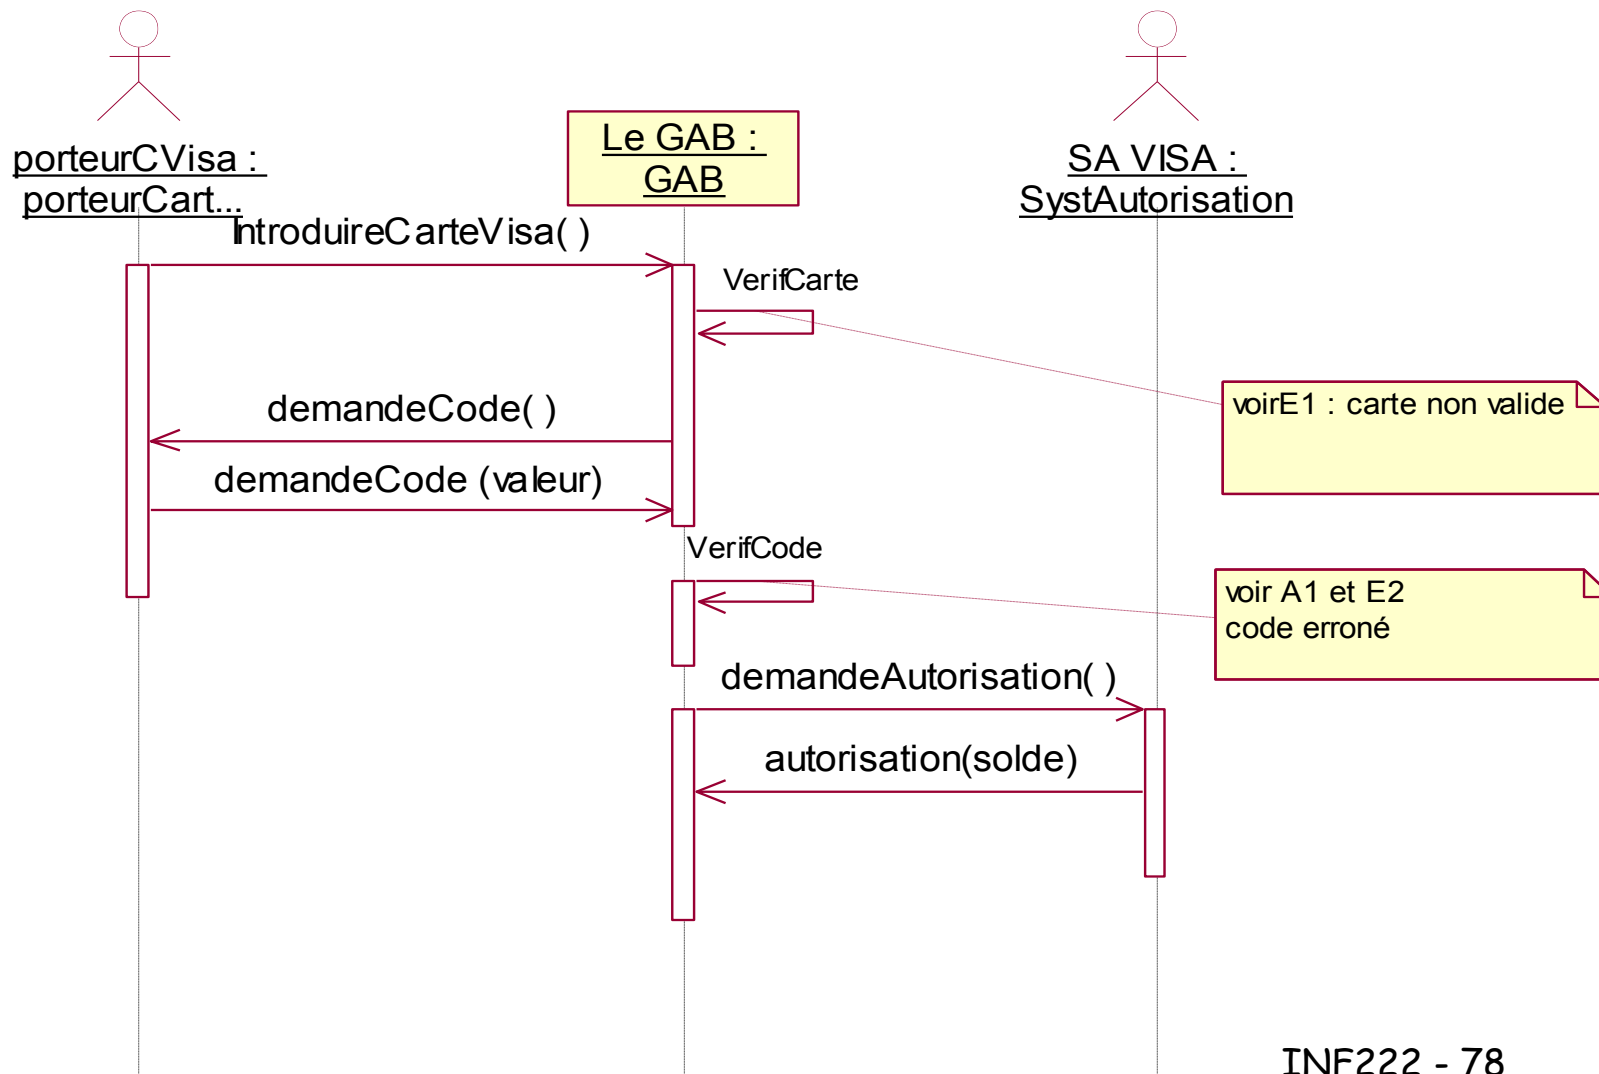 porteurCVisa :
porteurCart...
Le GAB :
GAB
SA VISA :
SystAutorisation
IntroduireCarteVisa( )
VerifCarte
voirE1 : carte non valide
demandeCode( )
demandeCode (valeur)
VerifCode
voir A1 et E2
code erroné
demandeAutorisation( )
autorisation(solde)
INF222 - 78